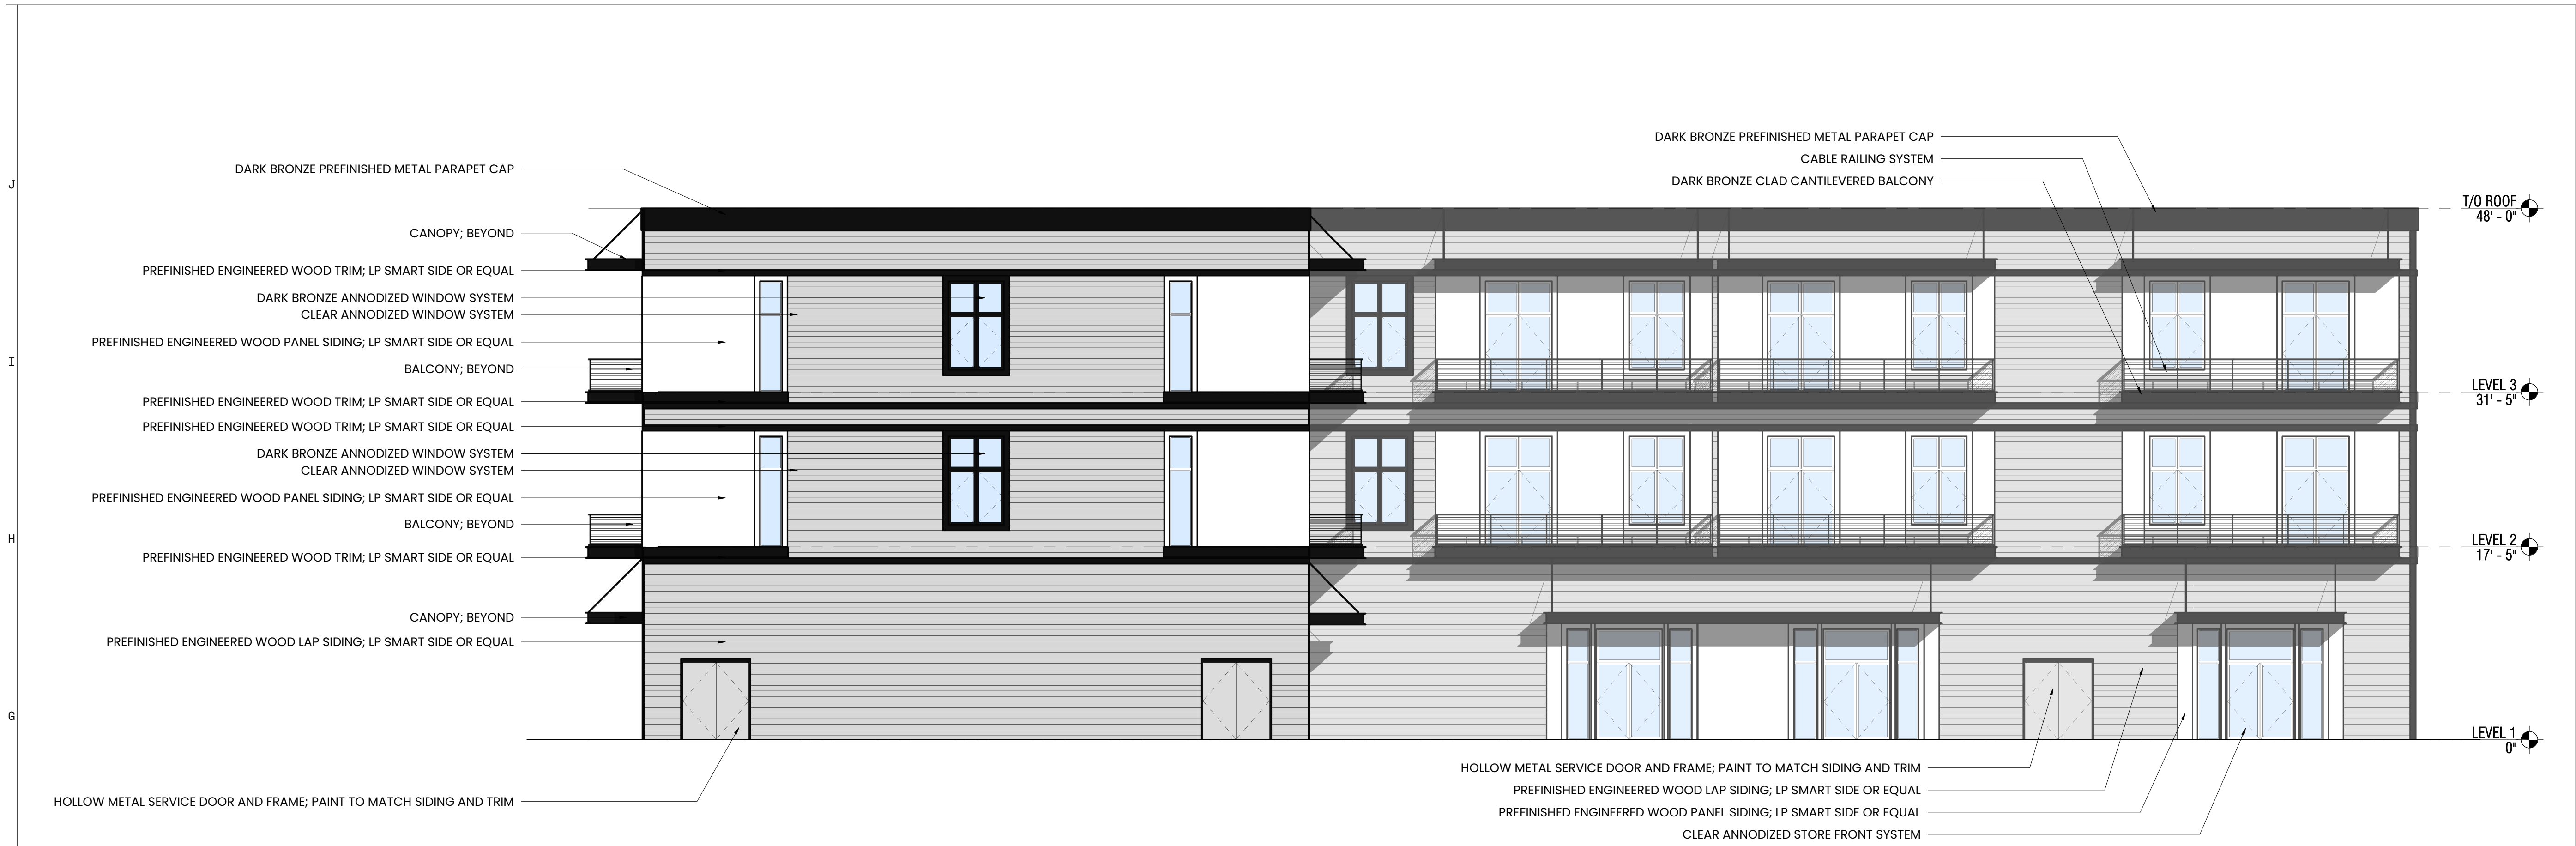 DARK BRONZE PREFINISHED METAL PARAPET CAP
CANOPY; BEYOND
PREFINISHED ENGINEERED WOOD TRIM; LP SMART SIDE OR EQUAL
DARK BRONZE ANNODIZED WINDOW SYSTEM
CLEAR ANNODIZED WINDOW SYSTEM
PREFINISHED ENGINEERED WOOD PANEL SIDING; LP SMART SIDE OR EQUAL
BALCONY; BEYOND
PREFINISHED ENGINEERED WOOD TRIM; LP SMART SIDE OR EQUAL
PREFINISHED ENGINEERED WOOD TRIM; LP SMART SIDE OR EQUAL
DARK BRONZE ANNODIZED WINDOW SYSTEM
CLEAR ANNODIZED WINDOW SYSTEM
PREFINISHED ENGINEERED WOOD PANEL SIDING; LP SMART SIDE OR EQUAL
BALCONY; BEYOND
PREFINISHED ENGINEERED WOOD TRIM; LP SMART SIDE OR EQUAL
CANOPY; BEYOND
PREFINISHED ENGINEERED WOOD LAP SIDING; LP SMART SIDE OR EQUAL
HOLLOW METAL SERVICE DOOR AND FRAME; PAINT TO MATCH SIDING AND TRIM
J
I
H
G
DARK BRONZE PREFINISHED METAL PARAPET CAP
CABLE RAILING SYSTEM
DARK BRONZE CLAD CANTILEVERED BALCONY
T/O ROOF
48' - 0"
LEVEL 3
31' - 5"
LEVEL 2
17' - 5"
LEVEL 1
0"
HOLLOW METAL SERVICE DOOR AND FRAME; PAINT TO MATCH SIDING AND TRIM
PREFINISHED ENGINEERED WOOD LAP SIDING; LP SMART SIDE OR EQUAL
PREFINISHED ENGINEERED WOOD PANEL SIDING; LP SMART SIDE OR EQUAL
CLEAR ANNODIZED STORE FRONT SYSTEM